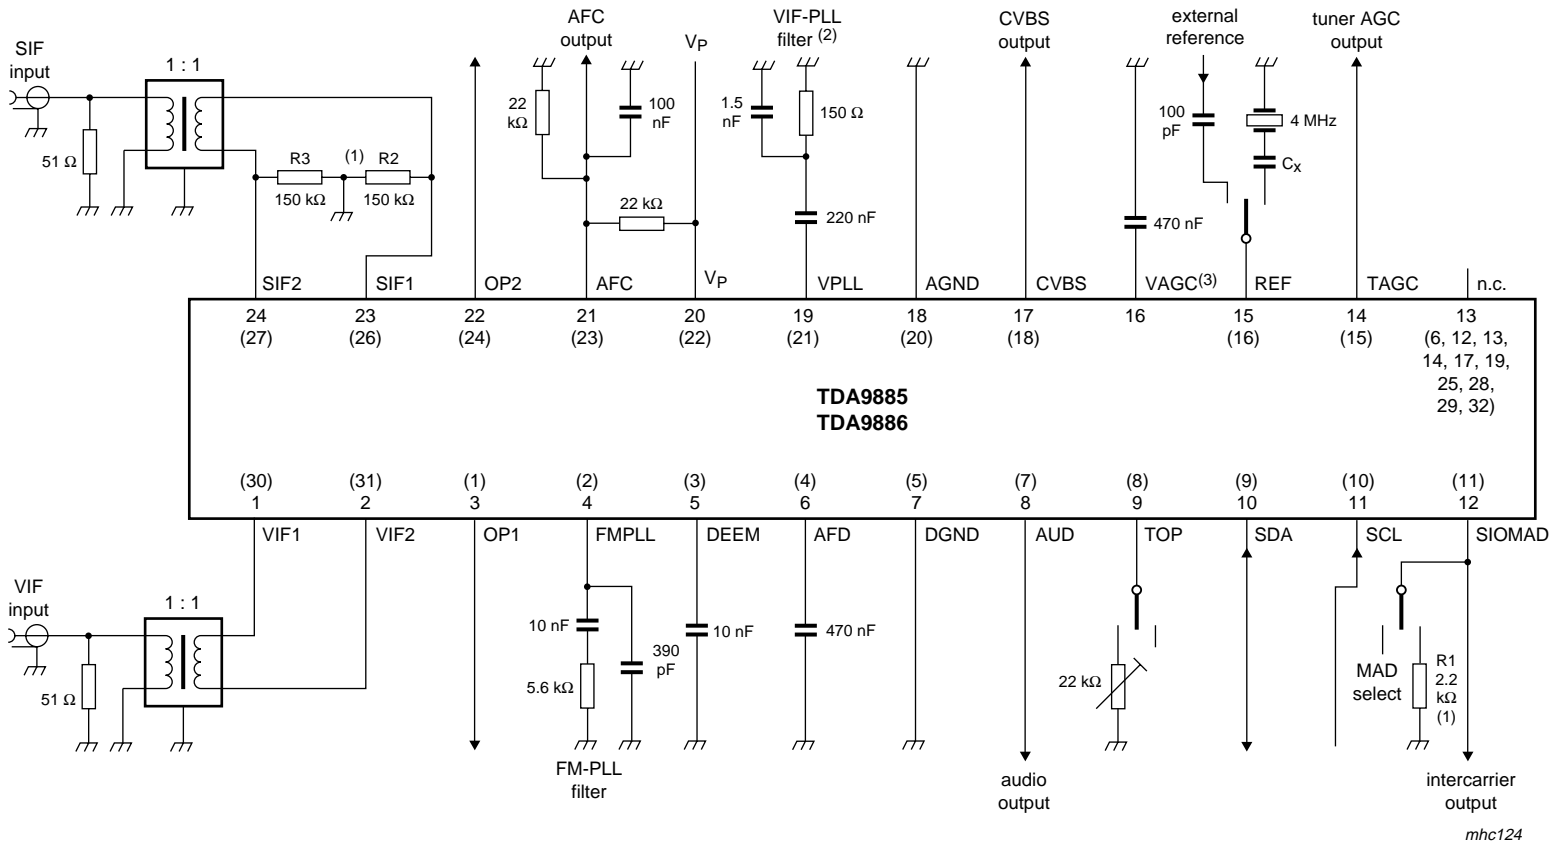 AFC
output
VIF-PLL
filter (2)
CVBS
output
external
reference
tuner AGC
output
SIF
input
1 : 1
VP
22
kΩ
100
nF
1.5
nF
150 Ω
100
pF
4 MHz
51 Ω
R3
(1)
R2
CX
150 kΩ
150 kΩ
22 kΩ
220 nF
470 nF
SIF2
SIF1
OP2
AFC
VP
VPLL
AGND
CVBS
VAGC(3)
REF
TAGC
n.c.
24
23
22
21
20
19
18
17
16
15
14
13
(27)
(26)
(24)
(23)
(22)
(21)
(20)
(18)
(16)
(15)
(6, 12, 13,
14, 17, 19,
25, 28,
29, 32)
TDA9885
TDA9886
(30)
(31)
(1)
(2)
(3)
(4)
(5)
(7)
(8)
(9)
(10)
(11)
1
2
3
4
5
6
7
8
9
10
11
12
VIF1
VIF2
OP1
FMPLL
DEEM
AFD
DGND
AUD
TOP
SDA
SCL
SIOMAD
VIF
input
1 : 1
10 nF
10 nF
470 nF
390
pF
51 Ω
5.6 kΩ
22 kΩ
MAD
select
R1
2.2
kΩ
(1)
FM-PLL
filter
audio
output
intercarrier
output
mhc124